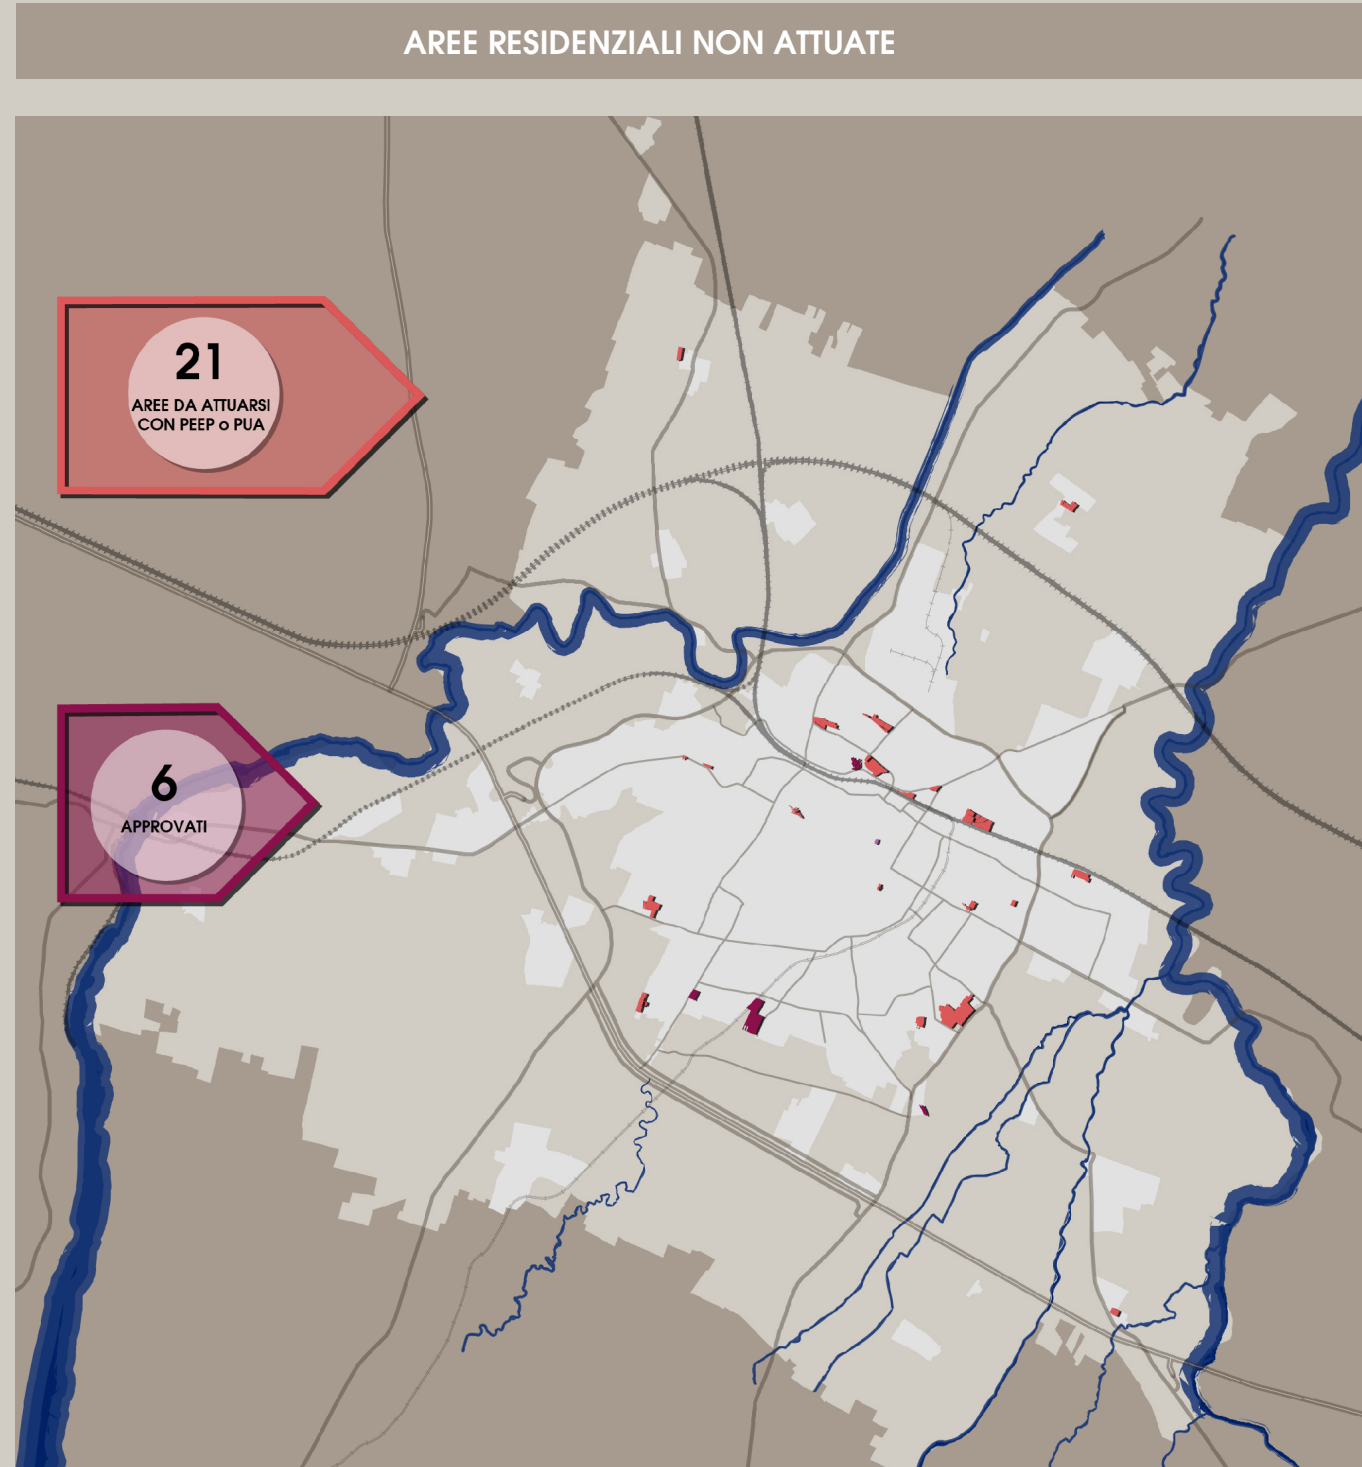 AREE RESIDENZIALI NON ATTUATE
21
AREE DA ATTUARSI
CON PEEP o PUA
6
APPROVATI